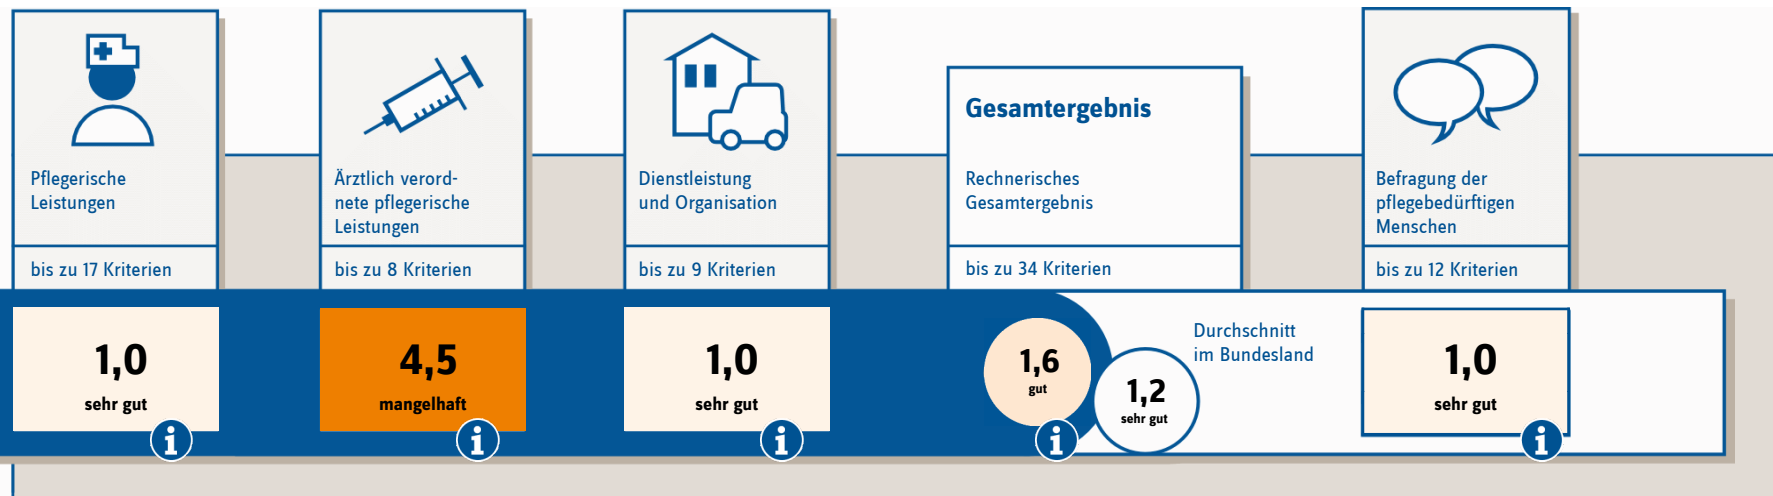 Pflegerische
Leistungen
bis zu 17 Kriterien
1,0
sehr gut
i
Ärztlich verord-
nete pflegerische
Leistungen
bis zu 8 Kriterien
4,5
mangelhaft
i
Dienstleistung
und Organisation
bis zu 9 Kriterien
1,0
sehr gut
i
Gesamtergebnis
Rechnerisches
Gesamtergebnis
bis zu 34 Kriterien
1,6
gut
i
1,2
sehr gut
Durchschnitt
im Bundesland
Befragung der
pflegebedürftigen
Menschen
bis zu 12 Kriterien
1,0
sehr gut
i